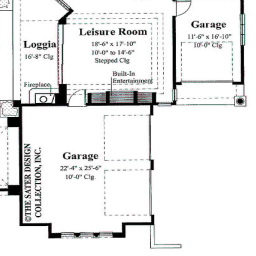 Garage
11'-6" x 16'-10"
10'-0" Clg
Leisure Room
18'-6" x 17'-10"
10'-0" to 14'-6"
Stepped Clg
Loggia
16'-8" Clg
Fireplace
Built-In
Entertainment
Garage
22'-4" x 25'-6"
10'-0" Clg
©THE SATER DESIGN
COLLECTION, INC.